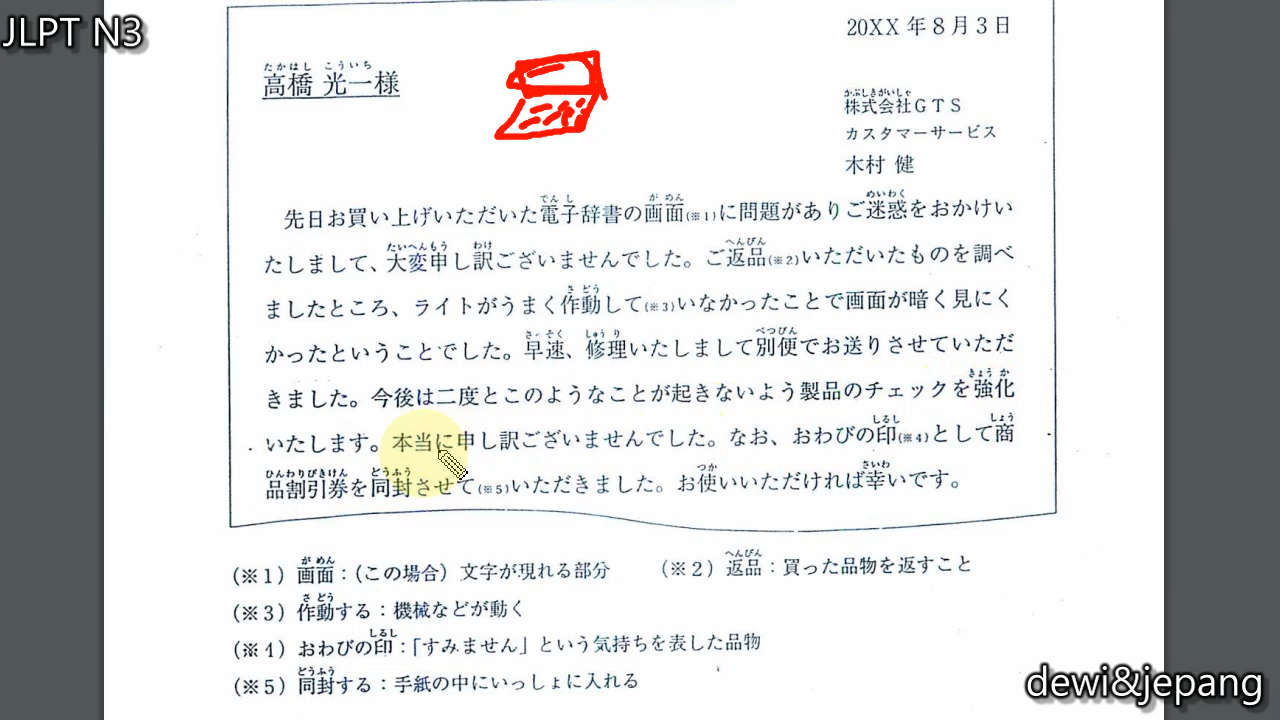 JLPT N3
20XX 年 8 月 3 日
高橋 光一様
株式会社GTS
カスタマーサービス
木村 健
先日お買い上げいただいた電子辞書の画面(※1)に問題がありご迷惑をおかけい
たしまして、大変申し訳ございませんでした。ご返品(※2)いただいたものを調べ
ましたところ、ライトがうまく作動して(※3)いなかったことで画面が暗く見にく
かったということでした。早速、修理いたしまして別便でお送りさせていただ
きました。今後は二度とこのようなことが起きないよう製品のチェックを強化
いたします。本当に申し訳ございませんでした。なお、おわびの印(※4)として商
品割引券を同封させて(※5)いただきました。お使いいただければ幸いです。
(※1) 画面：(この場合) 文字が現れる部分 (※2) 返品：買った品物を返すこと
(※3) 作動する：機械などが動く
(※4) おわびの印：「すみません」という気持ちを表した品物
(※5) 同封する：手紙の中にいっしょに入れる
dewi&jepang